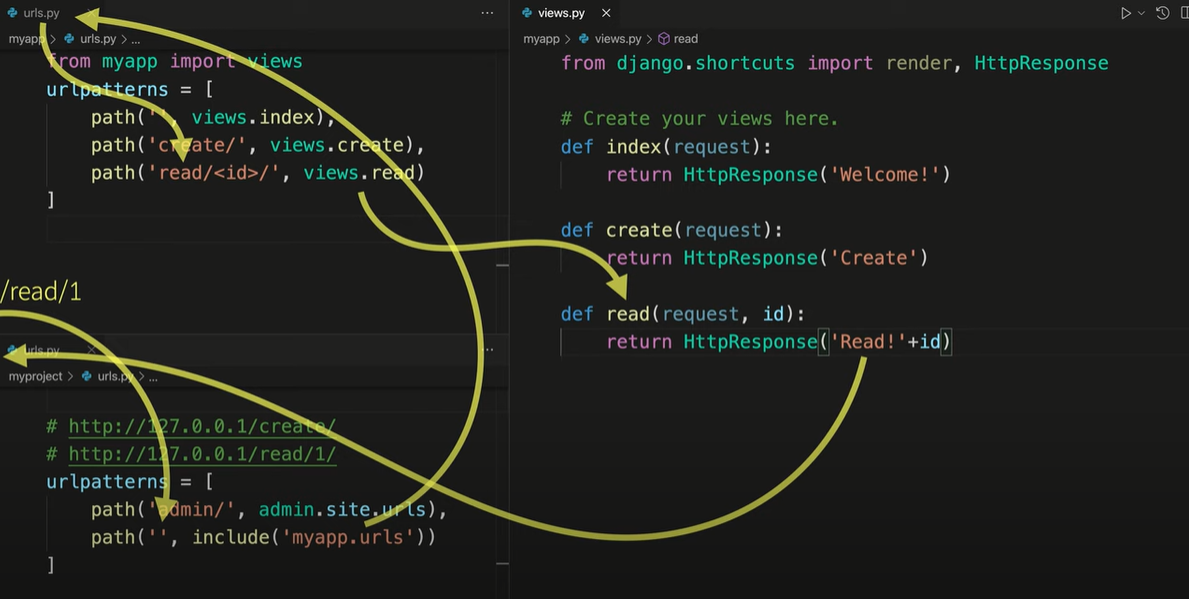 urls.py
myapp > urls.py > ...
from myapp import views
urlpatterns = [
path('', views.index),
path('create/', views.create),
path('read/<id>/', views.read)
]
/read/1
urls.py
myproject > urls.py > ...
# http://127.0.0.1/create/
# http://127.0.0.1/read/1/
urlpatterns = [
path('admin/', admin.site.urls),
path('', include('myapp.urls'))
]
views.py
myapp > views.py > read
from django.shortcuts import render, HttpResponse
# Create your views here.
def index(request):
return HttpResponse('Welcome!')
def create(request):
return HttpResponse('Create')
def read(request, id):
return HttpResponse('Read!'+id)